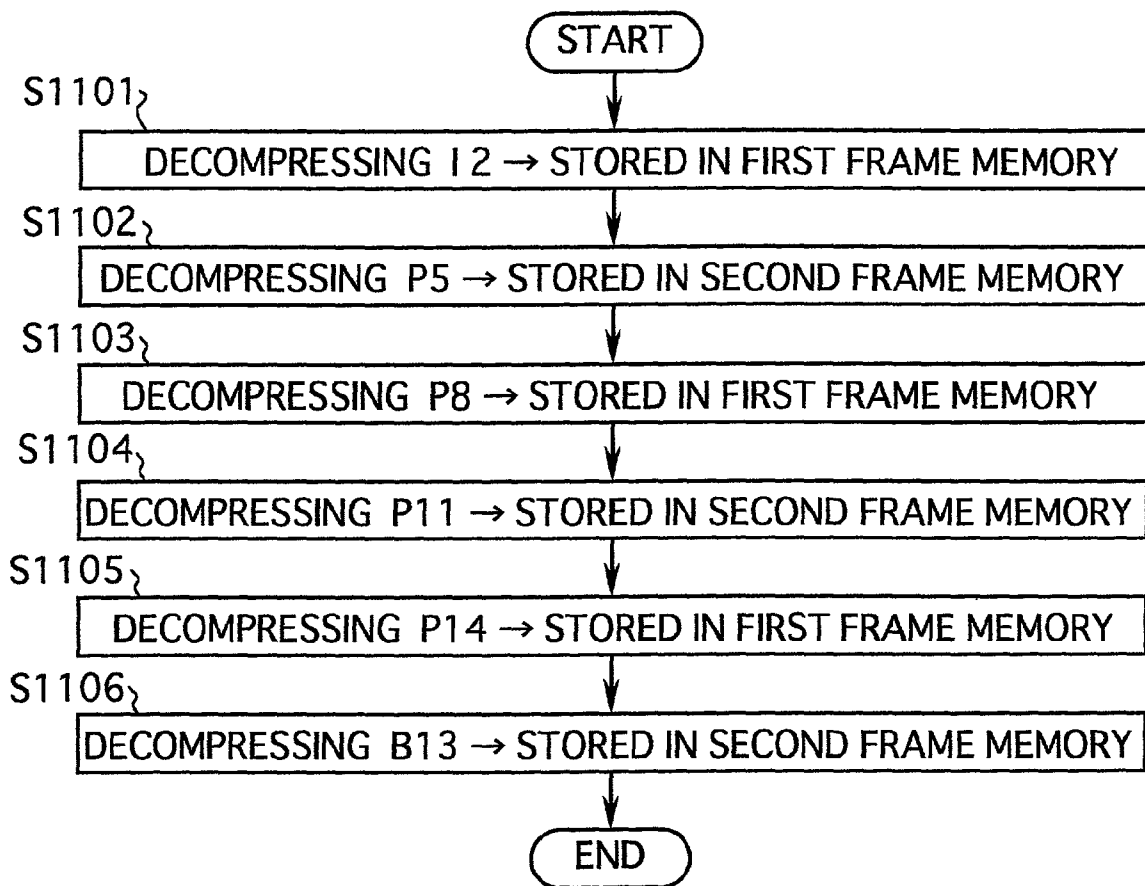 START
S1101
DECOMPRESSING I2 → STORED IN FIRST FRAME MEMORY
S1102
DECOMPRESSING P5 → STORED IN SECOND FRAME MEMORY
S1103
DECOMPRESSING P8 → STORED IN FIRST FRAME MEMORY
S1104
DECOMPRESSING P11 → STORED IN SECOND FRAME MEMORY
S1105
DECOMPRESSING P14 → STORED IN FIRST FRAME MEMORY
S1106
DECOMPRESSING B13 → STORED IN SECOND FRAME MEMORY
END